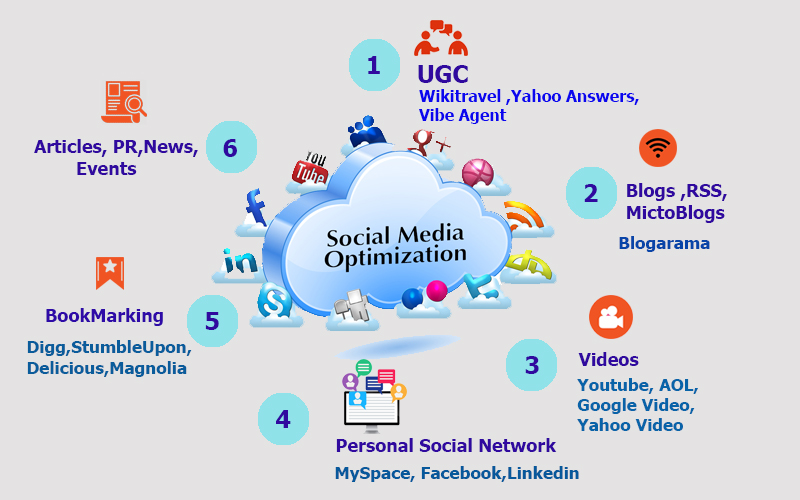 1
UGC
Wikitravel ,Yahoo Answers,
Vibe Agent
2
Blogs ,RSS,
MictoBlogs
Blogarama
3
Videos
Youtube, AOL,
Google Video,
Yahoo Video
4
Personal Social Network
MySpace, Facebook,Linkedin
5
BookMarking
Digg,StumbleUpon,
Delicious,Magnolia
6
Articles, PR,News,
Events
Social Media
Optimization
You
Tube
g+
f
in
S
t